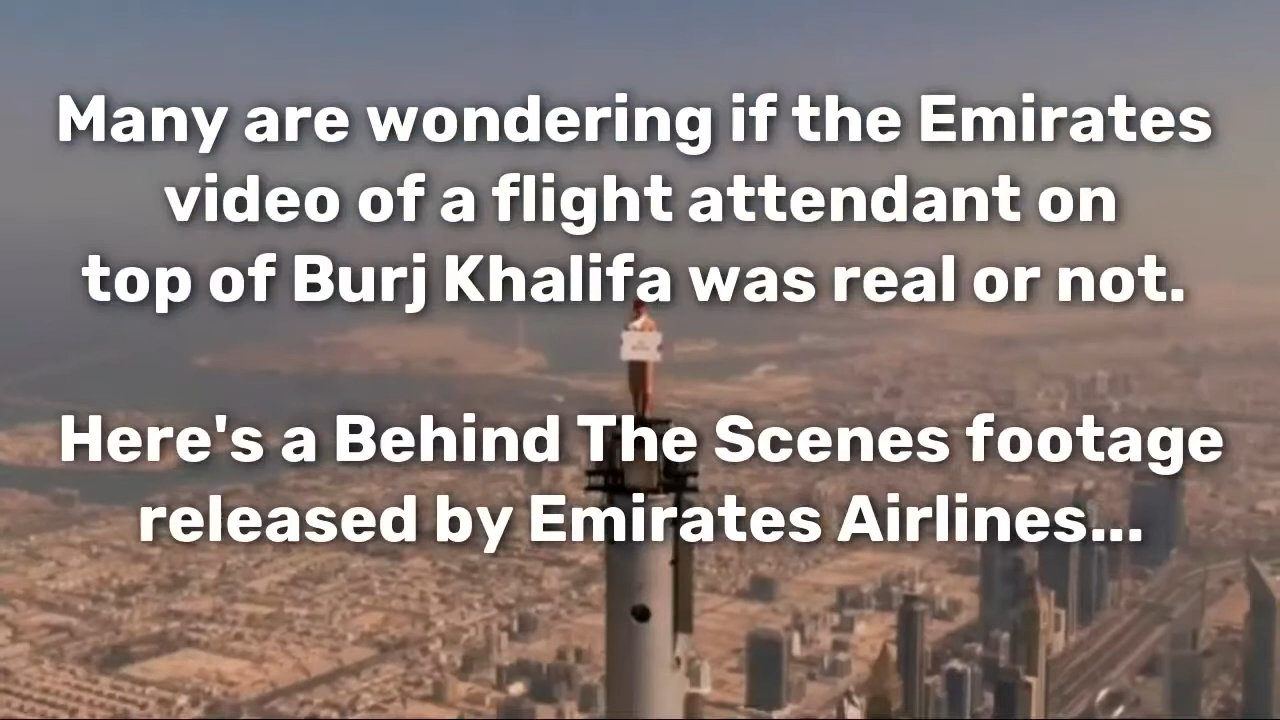 Many are wondering if the Emirates
video of a flight attendant on
top of Burj Khalifa was real or not.
Here's a Behind The Scenes footage
released by Emirates Airlines...